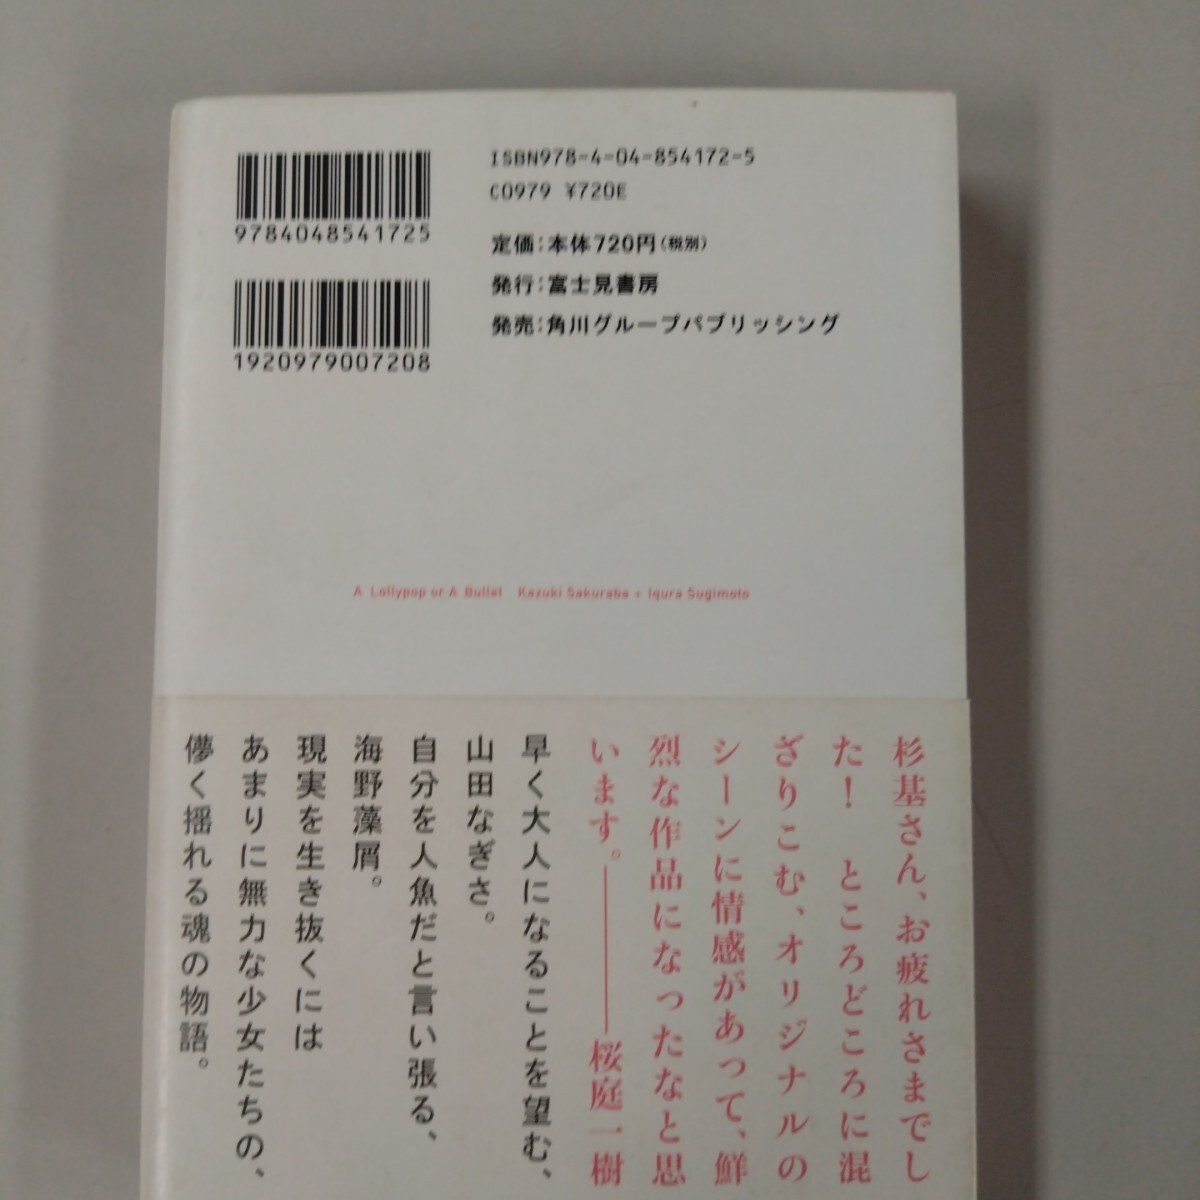 9784048541725
1920979007208
ISBN978-4-04-854172-5
C0979 ¥720E
定価:本体720円(税別)
発行:富士見書房
発売:角川グループパブリッシング
A Lollypop or A Bullet Kazuki Sakuraba + Iqura Sugimoto
杉基さん、お疲れさまでし
た! ところどころに混
ざりこむ、オリジナルの
シーンに情感があって、鮮
烈な作品になったなと思
います。――桜庭一樹
早く大人になることを望む、
山田なぎさ。
自分を人魚だと言い張る、
海野藻屑。
現実を生き抜くには
あまりに無力な少女たちの、
儚く揺れる魂の物語。